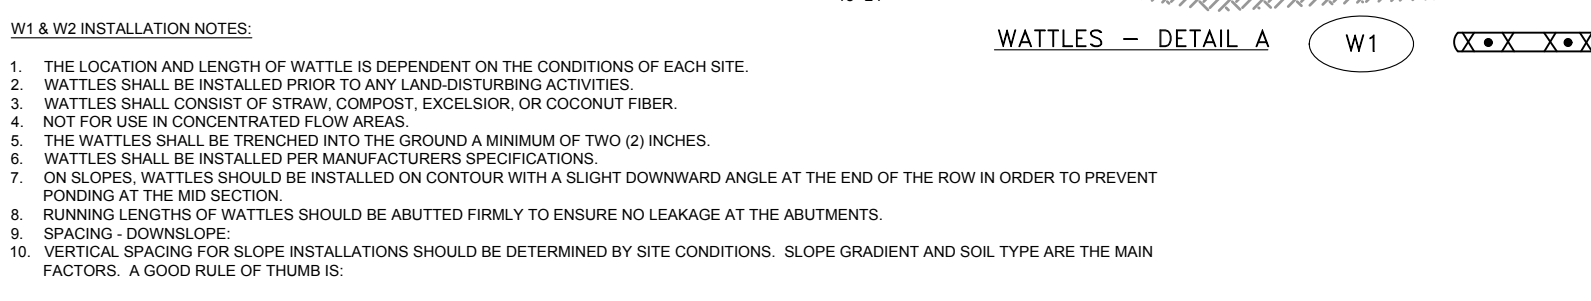 W1 & W2 INSTALLATION NOTES:
WATTLES – DETAIL A
W1
X • X X • X
1. THE LOCATION AND LENGTH OF WATTLE IS DEPENDENT ON THE CONDITIONS OF EACH SITE.
2. WATTLES SHALL BE INSTALLED PRIOR TO ANY LAND-DISTURBING ACTIVITIES.
3. WATTLES SHALL CONSIST OF STRAW, COMPOST, EXCELSIOR, OR COCONUT FIBER.
4. NOT FOR USE IN CONCENTRATED FLOW AREAS.
5. THE WATTLES SHALL BE TRENCHED INTO THE GROUND A MINIMUM OF TWO (2) INCHES.
6. WATTLES SHALL BE INSTALLED PER MANUFACTURERS SPECIFICATIONS.
7. ON SLOPES, WATTLES SHOULD BE INSTALLED ON CONTOUR WITH A SLIGHT DOWNWARD ANGLE AT THE END OF THE ROW IN ORDER TO PREVENT
PONDING AT THE MID SECTION.
8. RUNNING LENGTHS OF WATTLES SHOULD BE ABUTTED FIRMLY TO ENSURE NO LEAKAGE AT THE ABUTMENTS.
9. SPACING - DOWNSLOPE:
10. VERTICAL SPACING FOR SLOPE INSTALLATIONS SHOULD BE DETERMINED BY SITE CONDITIONS. SLOPE GRADIENT AND SOIL TYPE ARE THE MAIN
FACTORS. A GOOD RULE OF THUMB IS: